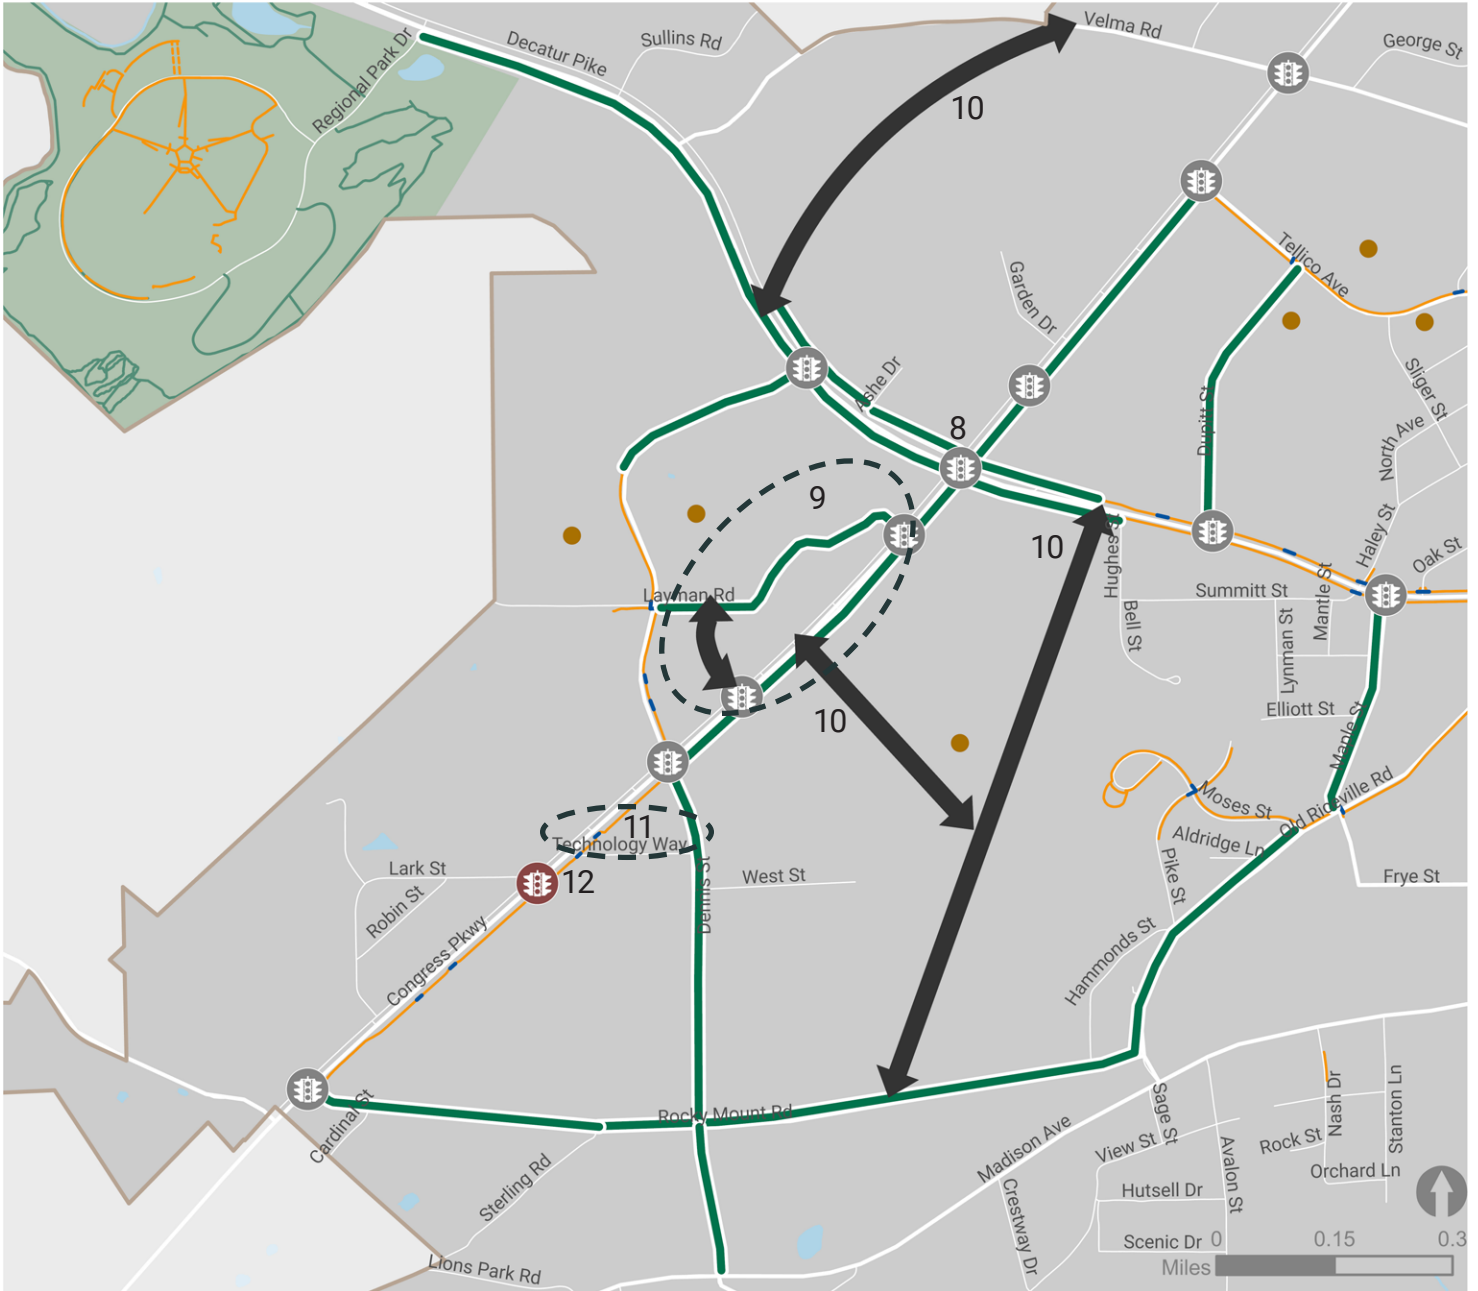 Velma Rd
George St
Decatur Pike
Sullins Rd
Regional Park Dr
10
Tellico Ave
Garden Dr
Ashe Dr
Sliger St
Dupitt St
North Ave
8
9
10
Hughes St
Haley St
Oak St
Layman Rd
Summitt St
Mantle St
Bell St
Lynman St
10
Elliott St
Maple St
Moses St
Old Riceville Rd
11
Technology Way
Aldridge Ln
Lark St
12
Dennis St
West St
Pike St
Frye St
Robin St
Congress Pkwy
Hammonds St
Cardinal St
Rocky Mount Rd
Madison Ave
Sage St
Nash Dr
Stanton Ln
View St
Rock St
Avalon St
Orchard Ln
Sterling Rd
Crestway Dr
Hutsell Dr
Scenic Dr
Lions Park Rd
0 0.15 0.3
Miles